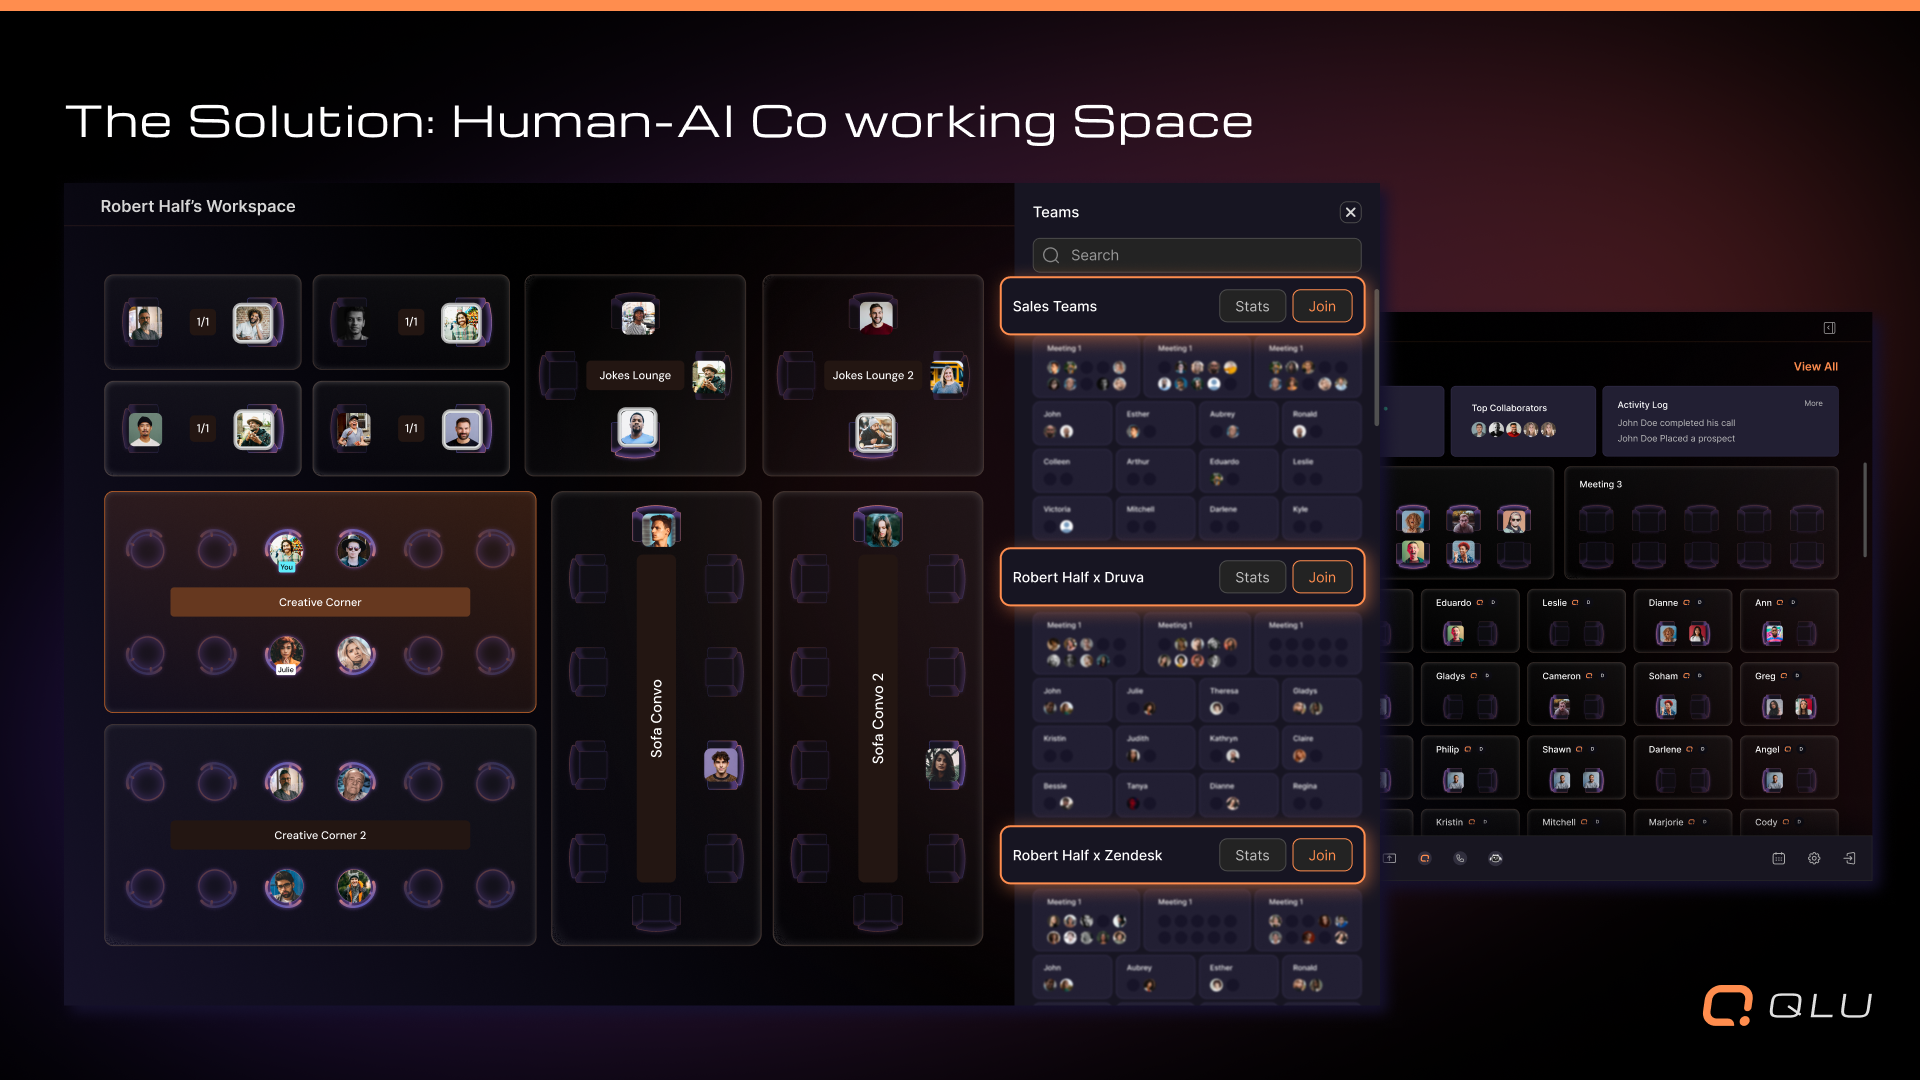 The Solution: Human-AI Co working Space
Robert Half's Workspace
1/1
1/1
Jokes Lounge
Jokes Lounge 2
1/1
1/1
You
Creative Corner
Julie
Sofa Convo
Sofa Convo 2
Creative Corner 2
Teams
Search
Sales Teams
Stats
Join
Meeting 1
Meeting 1
Meeting 1
John
Esther
Aubrey
Ronald
Colleen
Arthur
Eduardo
Leslie
Victoria
Mitchell
Darlene
Kyle
Robert Half x Druva
Stats
Join
Meeting 1
Meeting 1
Meeting 1
John
Julie
Theresa
Gladys
Kristin
Judith
Kathryn
Claire
Bessie
Tanya
Dianne
Regina
Robert Half x Zendesk
Stats
Join
Meeting 1
Meeting 1
Meeting 1
John
Aubrey
Esther
Ronald
View All
Top Collaborators
Activity Log
More
John Doe completed his call
John Doe Placed a prospect
Meeting 3
Eduardo
Leslie
Dianne
Ann
Gladys
Cameron
Soham
Greg
Philip
Shawn
Darlene
Angel
Kristin
Mitchell
Marjorie
Cody
QLU